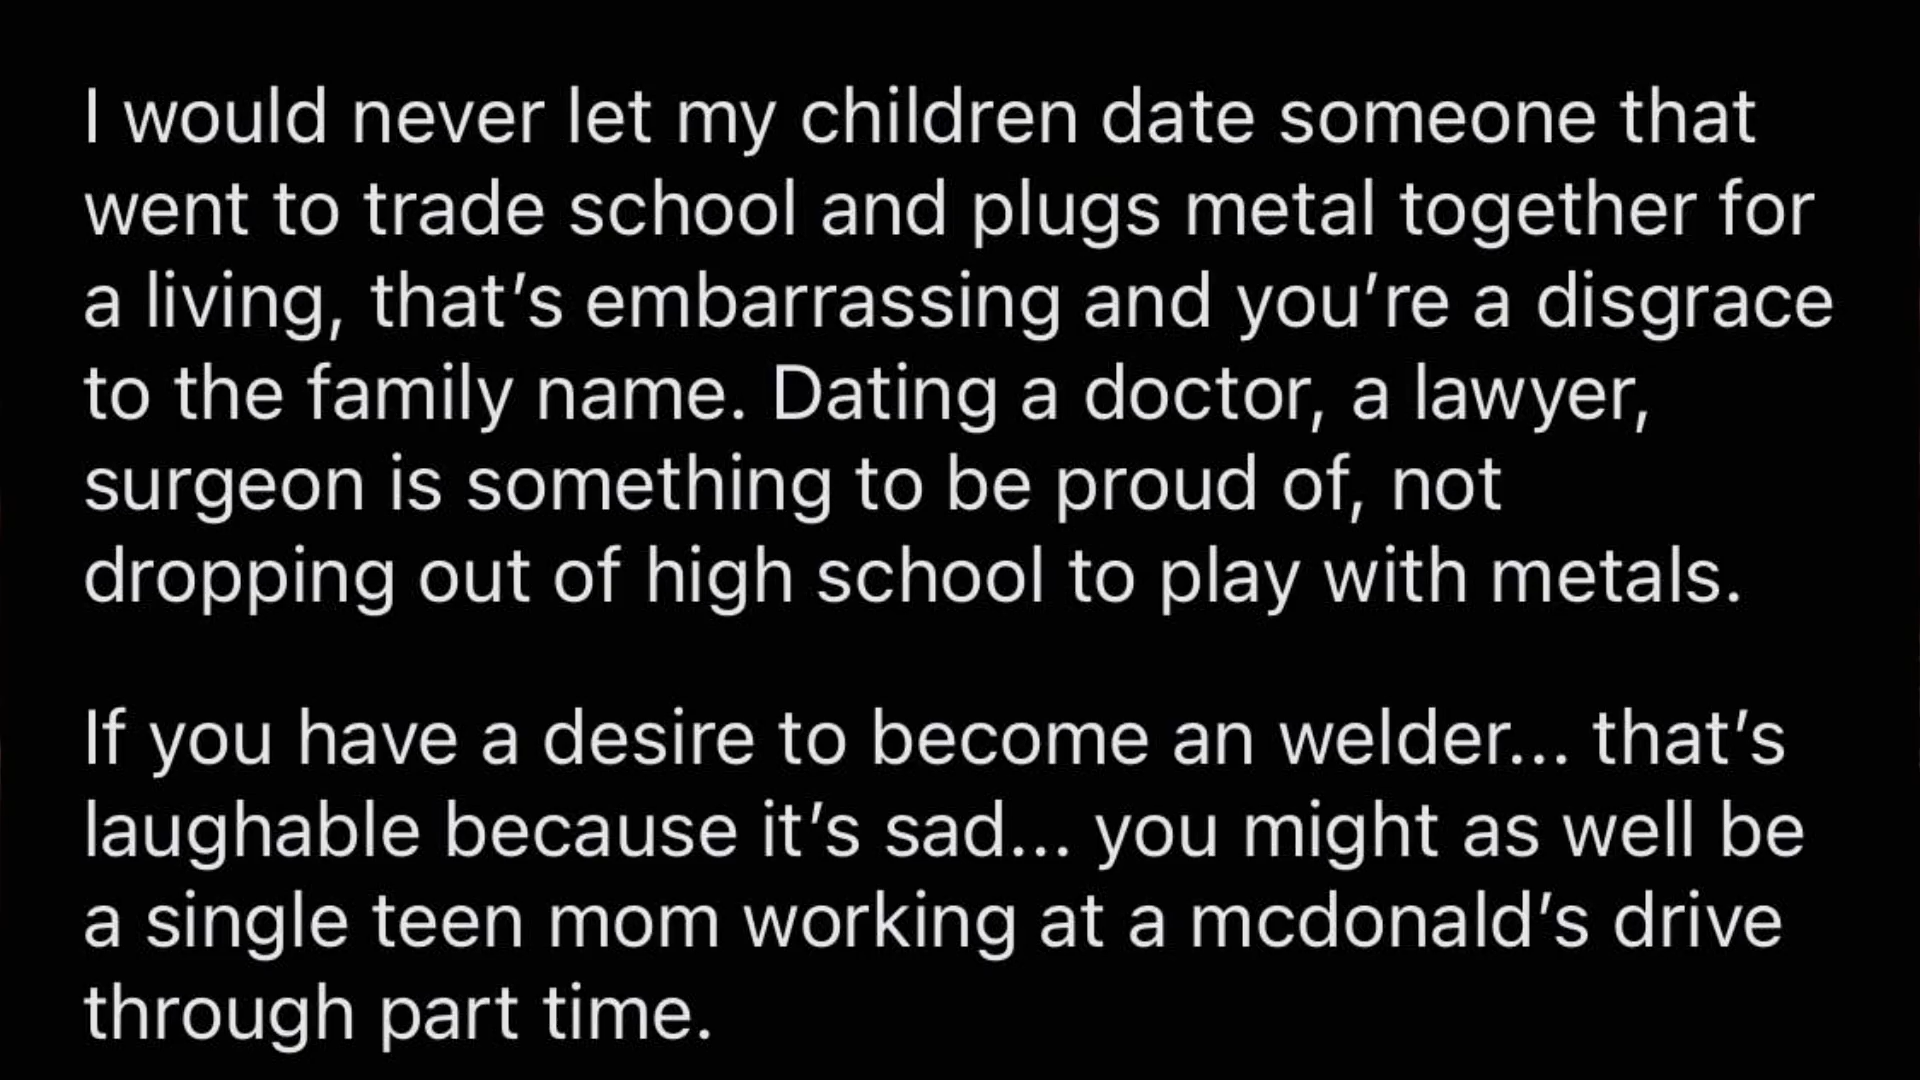 I would never let my children date someone that
went to trade school and plugs metal together for
a living, that’s embarrassing and you’re a disgrace
to the family name. Dating a doctor, a lawyer,
surgeon is something to be proud of, not
dropping out of high school to play with metals.
If you have a desire to become an welder... that’s
laughable because it’s sad... you might as well be
a single teen mom working at a mcdonald’s drive
through part time.